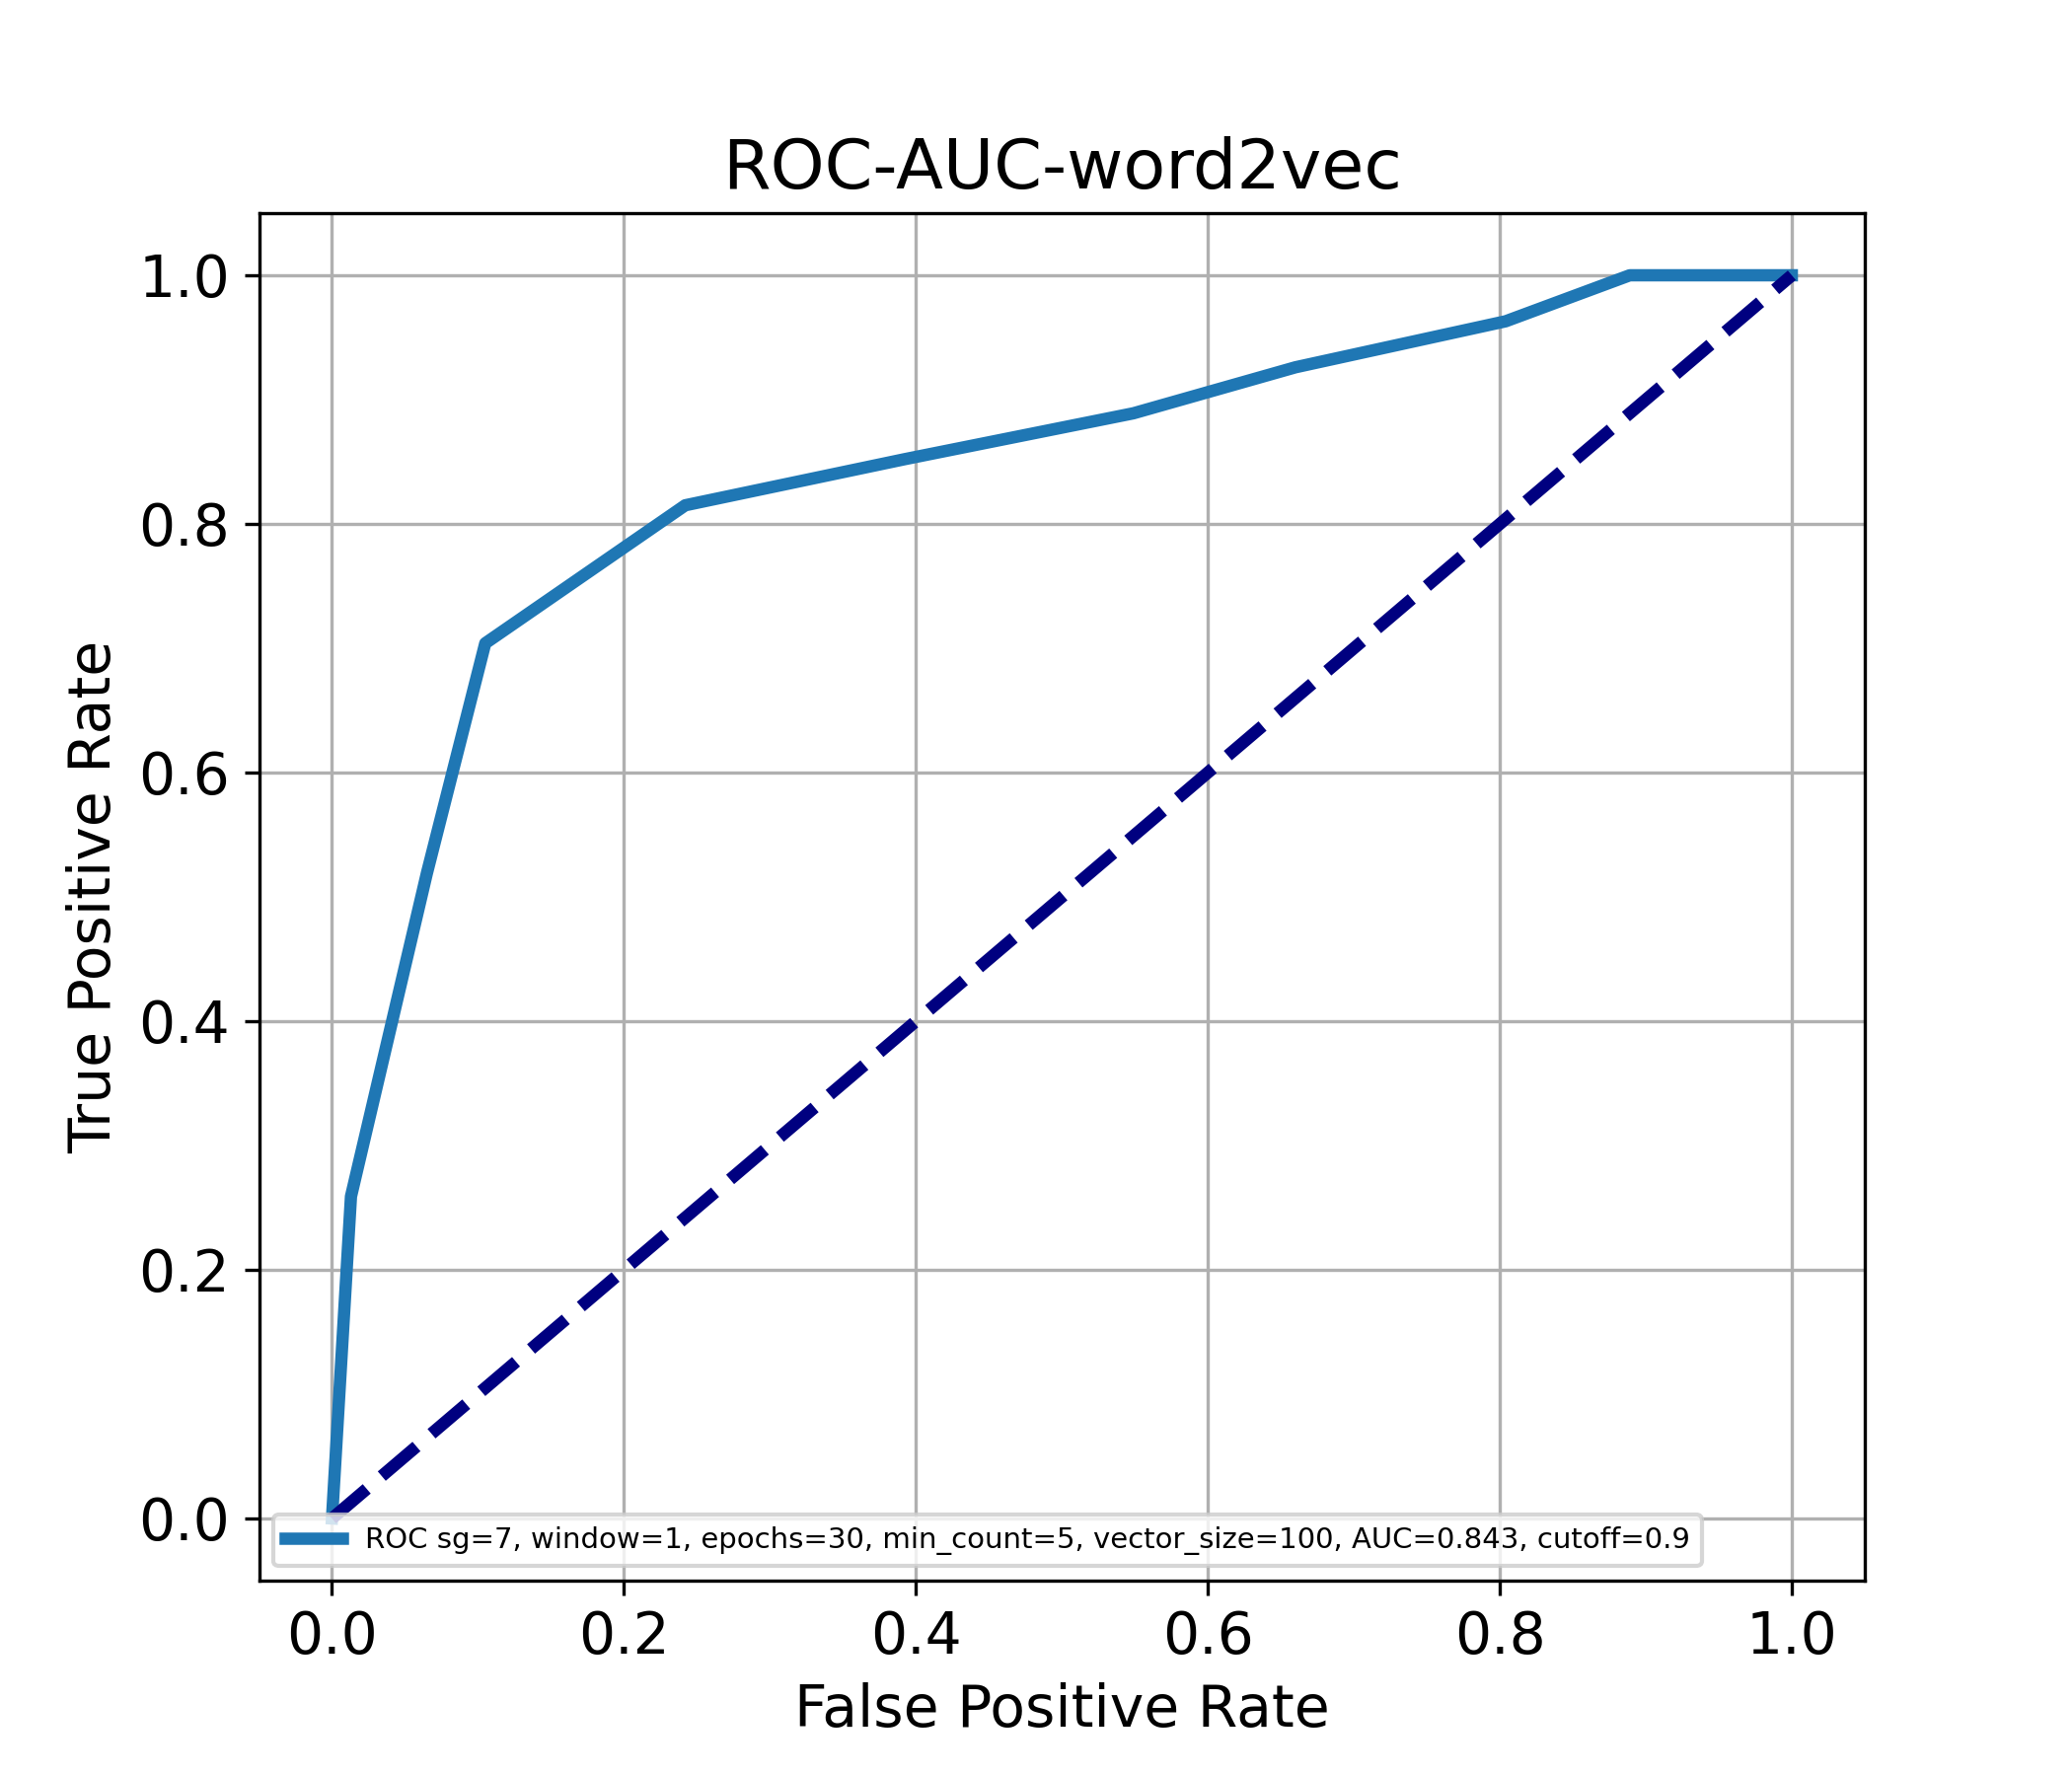 ROC-AUC-word2vec
True Positive Rate
1.0
0.8
0.6
0.4
0.2
0.0
ROC sg=7, window=1, epochs=30, min_count=5, vector_size=100, AUC=0.843, cutoff=0.9
0.0 0.2 0.4 0.6 0.8 1.0
False Positive Rate